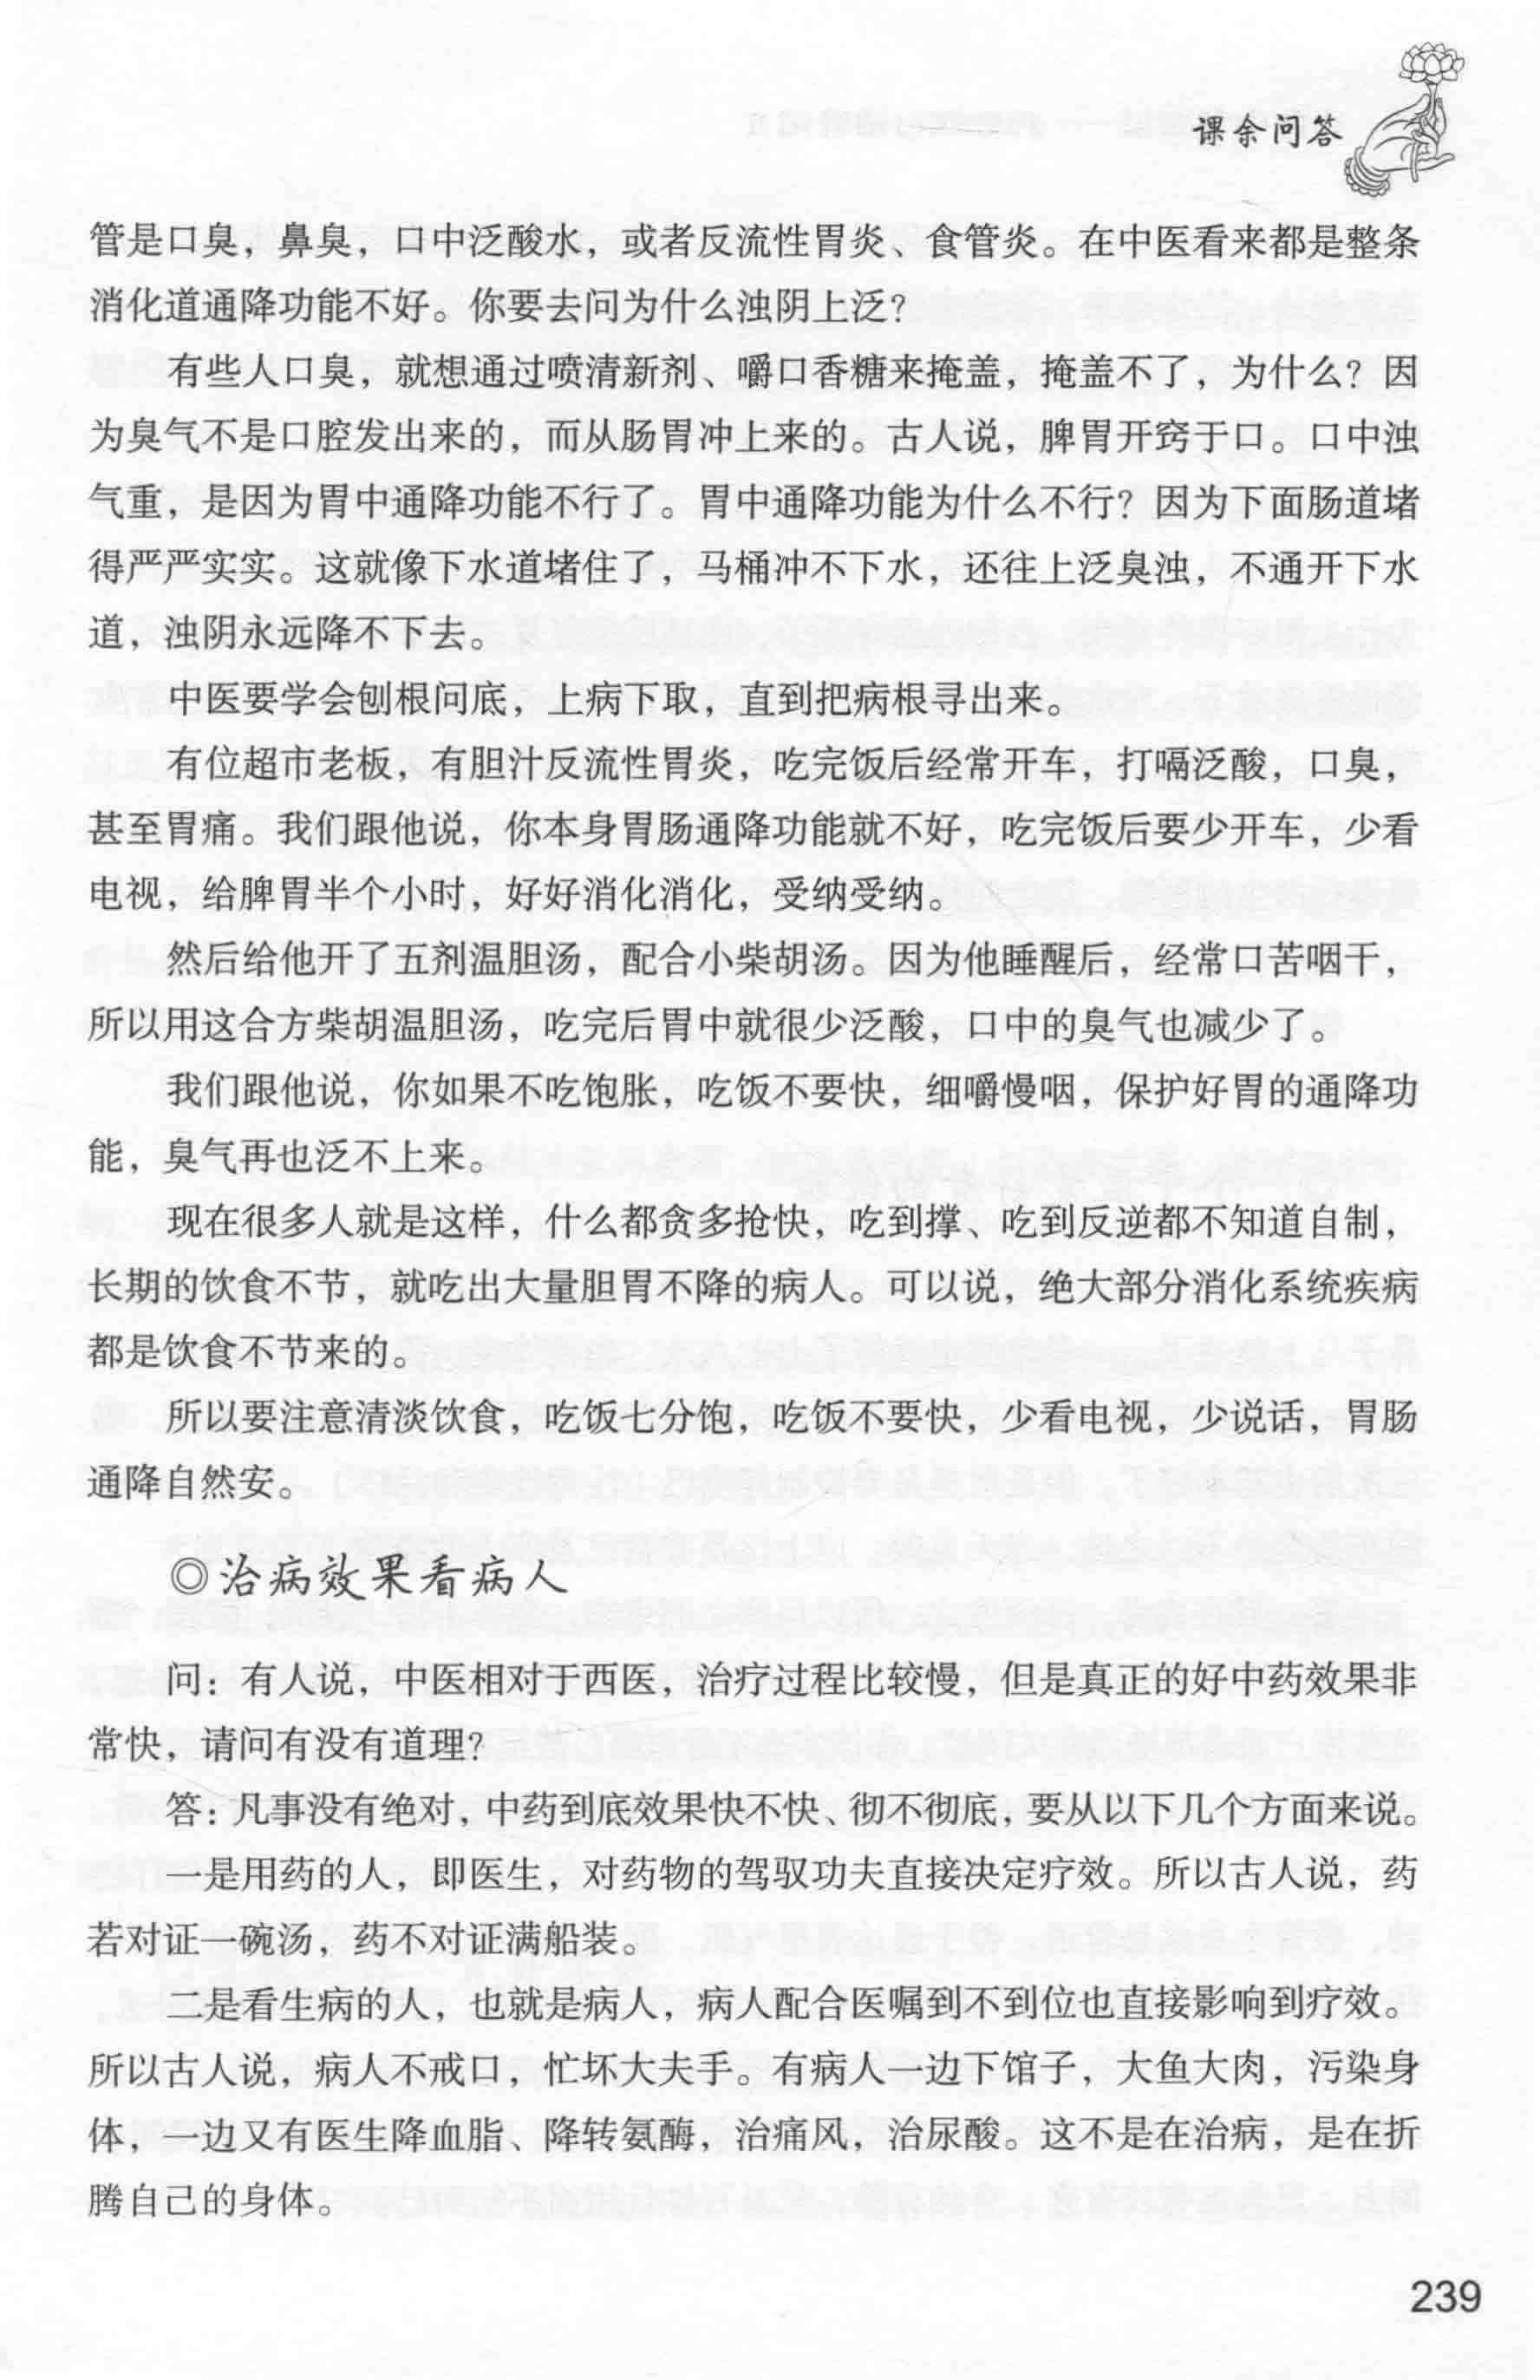 课余问答
管是口臭，鼻臭，口中泛酸水，或者反流性胃炎、食管炎。在中医看来都是整条
消化道通降功能不好。你要去问为什么浊阴上泛？
有些人口臭，就想通过喷清新剂、嚼口香糖来掩盖，掩盖不了，为什么？因
为臭气不是口腔发出来的，而从肠胃冲上来的。古人说，脾胃开窍于口。口中浊
气重，是因为胃中通降功能不行了。胃中通降功能为什么不行？因为下面肠道堵
得严严实实。这就像下水道堵住了，马桶冲不下水，还往上泛臭浊，不通开下水
道，浊阴永远降不下去。
中医要学会刨根问底，上病下取，直到把病根寻出来。
有位超市老板，有胆汁反流性胃炎，吃完饭后经常开车，打嗝泛酸，口臭，
甚至胃痛。我们跟他说，你本身胃肠通降功能就不好，吃完饭后要少开车，少看
电视，给脾胃半个小时，好好消化消化，受纳受纳。
然后给他开了五剂温胆汤，配合小柴胡汤。因为他睡醒后，经常口苦咽干，
所以用这合方柴胡温胆汤，吃完后胃中就很少泛酸，口中的臭气也减少了。
我们跟他说，你如果不吃饱胀，吃饭不要快，细嚼慢咽，保护好胃的通降功
能，臭气再也泛不上来。
现在很多人就是这样，什么都贪多抢快，吃到撑、吃到反逆都不知道自制，
长期的饮食不节，就吃出大量胆胃不降的病人。可以说，绝大部分消化系统疾病
都是饮食不节来的。
所以要注意清淡饮食，吃饭七分饱，吃饭不要快，少看电视，少说话，胃肠
通降自然安。
◎治病效果看病人
问：有人说，中医相对于西医，治疗过程比较慢，但是真正的好中药效果非
常快，请问有没有道理？
答：凡事没有绝对，中药到底效果快不快、彻不彻底，要从以下几个方面来说。
一是用药的人，即医生，对药物的驾驭功夫直接决定疗效。所以古人说，药
若对证一碗汤，药不对证满船装。
二是看生病的人，也就是病人，病人配合医嘱到不到位也直接影响到疗效。
所以古人说，病人不戒口，忙坏大夫手。有病人一边下馆子，大鱼大肉，污染身
体，一边又有医生降血脂、降转氨酶，治痛风，治尿酸。这不是在治病，是在折
腾自己的身体。
239